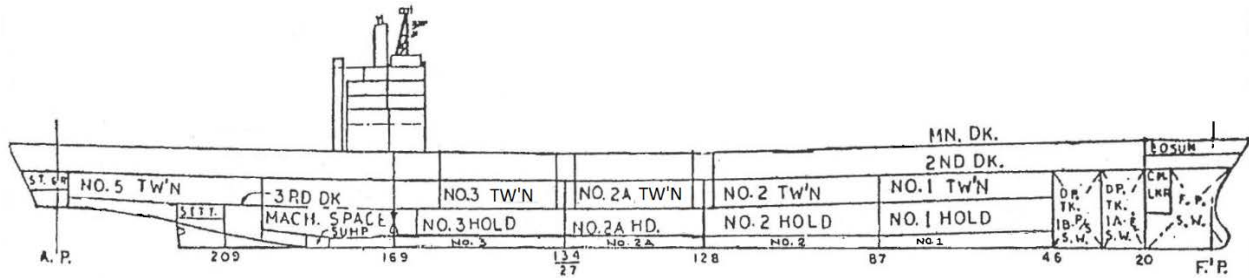 MN. DK.
BOSUN
2ND DK.
ST. GR
NO. 5 TW'N
3RD DK
NO.3 TW'N
NO. 2A TW'N
NO. 2 TW'N
NO. 1 TW'N
DP. TK. 1B P/S S.W.
DP. TK. 1A P/S S.W.
CH. LKR
F. P. S. W.
SETT.
MACH. SPACE
SUMP
NO.3 HOLD
NO.2A HD.
NO. 2 HOLD
NO. 1 HOLD
NO. 3
NO. 2A
NO. 2
NO.1
A.P.
209
169
134
27
128
87
46
20
F.P.